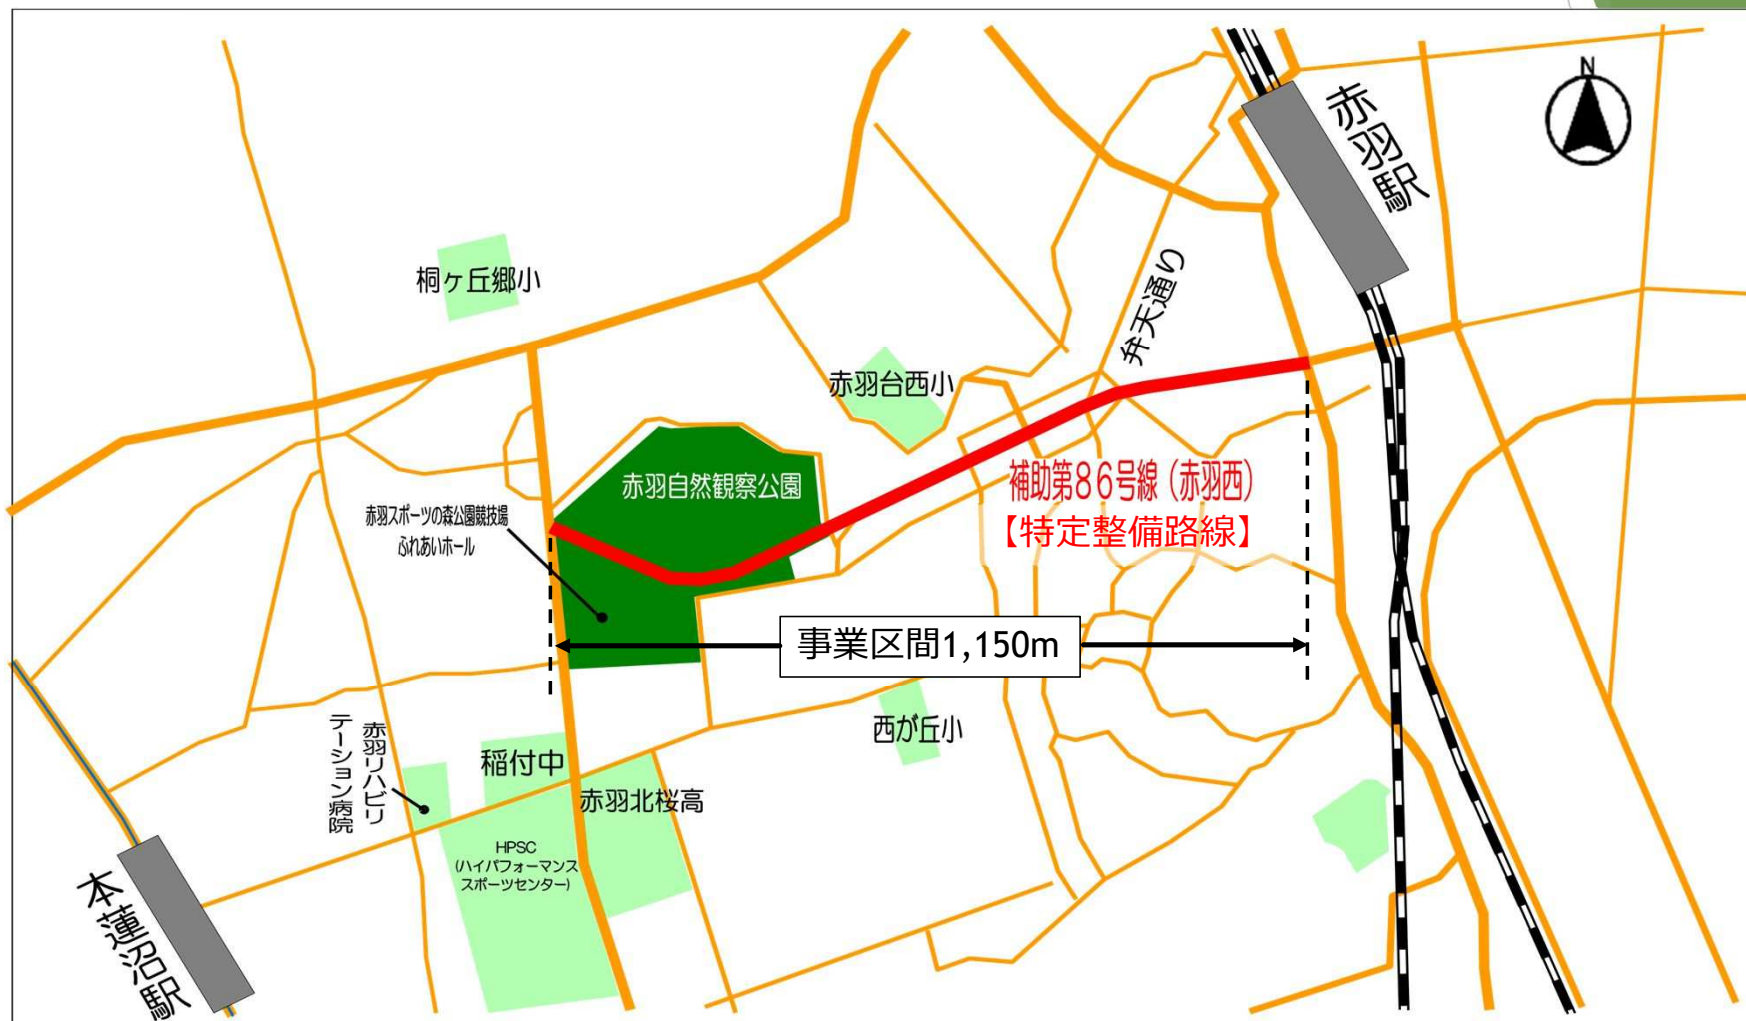 N
赤羽駅
桐ヶ丘郷小
弁天通り
赤羽台西小
赤羽自然観察公園
補助第86号線(赤羽西)
【特定整備路線】
赤羽スポーツの森公園競技場
ふれあいホール
事業区間1,150m
西が丘小
稲付中
赤羽リハビリ
テーション病院
赤羽北桜高
HPSC
(ハイパフォーマンス
スポーツセンター)
本蓮沼駅